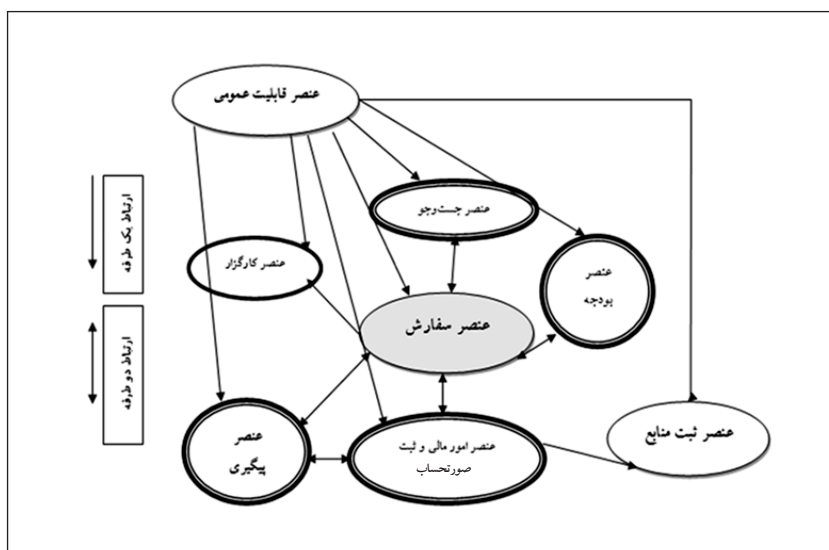 عنصر قابلیت عمومی
عنصر جست‌وجو
عنصر کارگزار
عنصر
بودجه
عنصر سفارش
عنصر ثبت منابع
عنصر امور مالی و ثبت
صورتحساب
عنصر
پیگیری
ارتباط یک طرفه
ارتباط دو طرفه